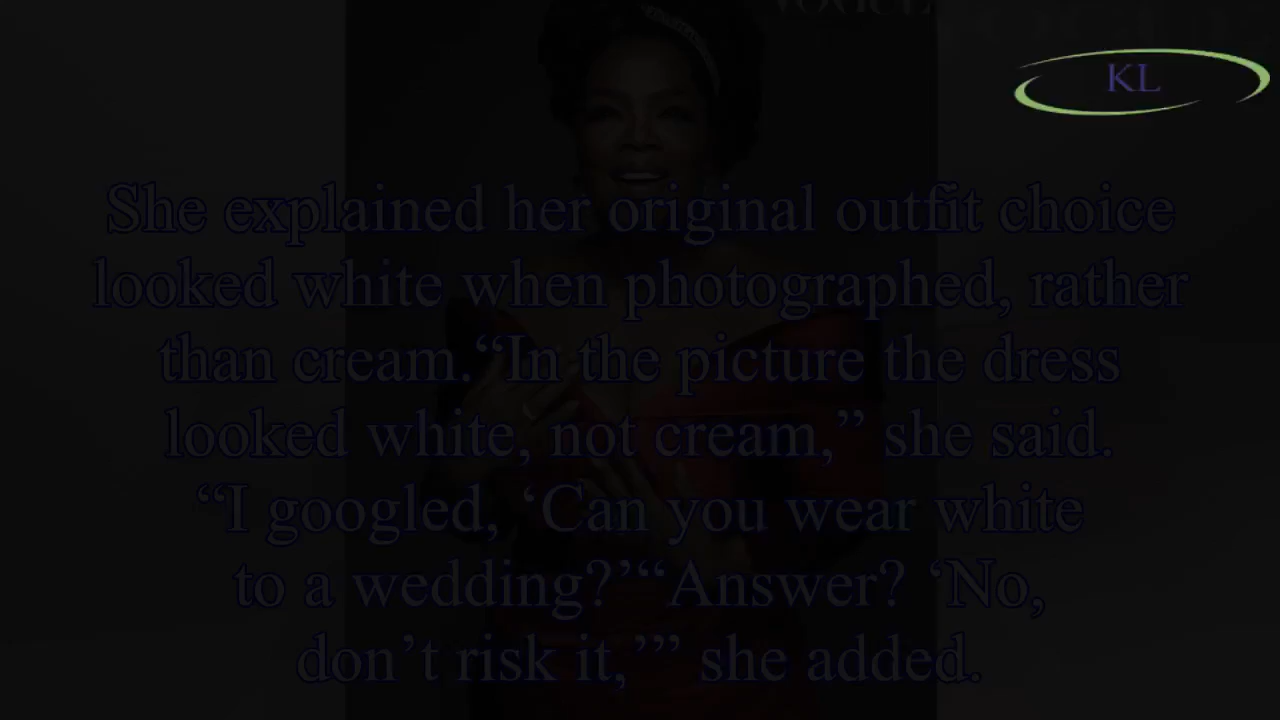 VOGUE
KL
She explained her original outfit choice
looked white when photographed, rather
than cream.“In the picture the dress
looked white, not cream,” she said.
“I googled, ‘Can you wear white
to a wedding?’“Answer? ‘No,
don’t risk it,’” she added.